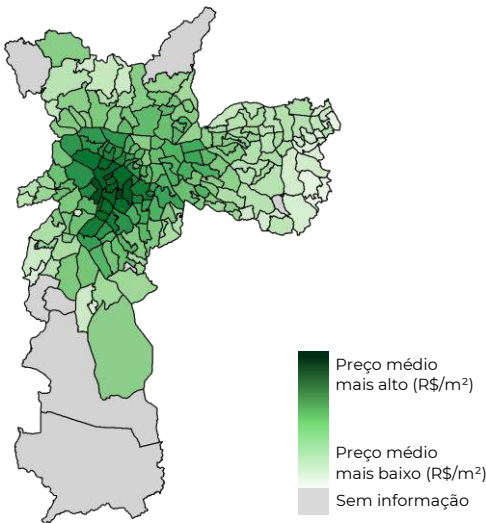 Preço médio
mais alto (R$/m²)
Preço médio
mais baixo (R$/m²)
Sem informação